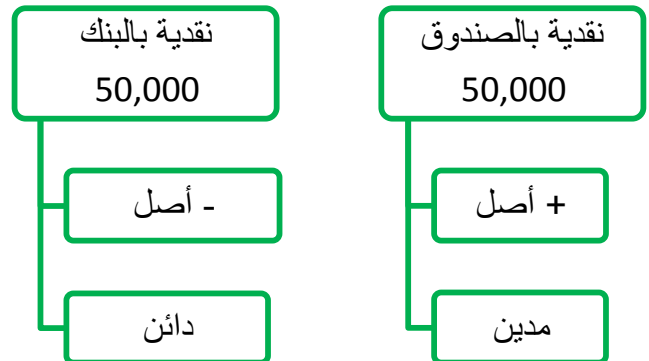 نقدية بالصندوق
50,000
+ أصل
مدين
نقدية بالبنك
50,000
- أصل
دائن